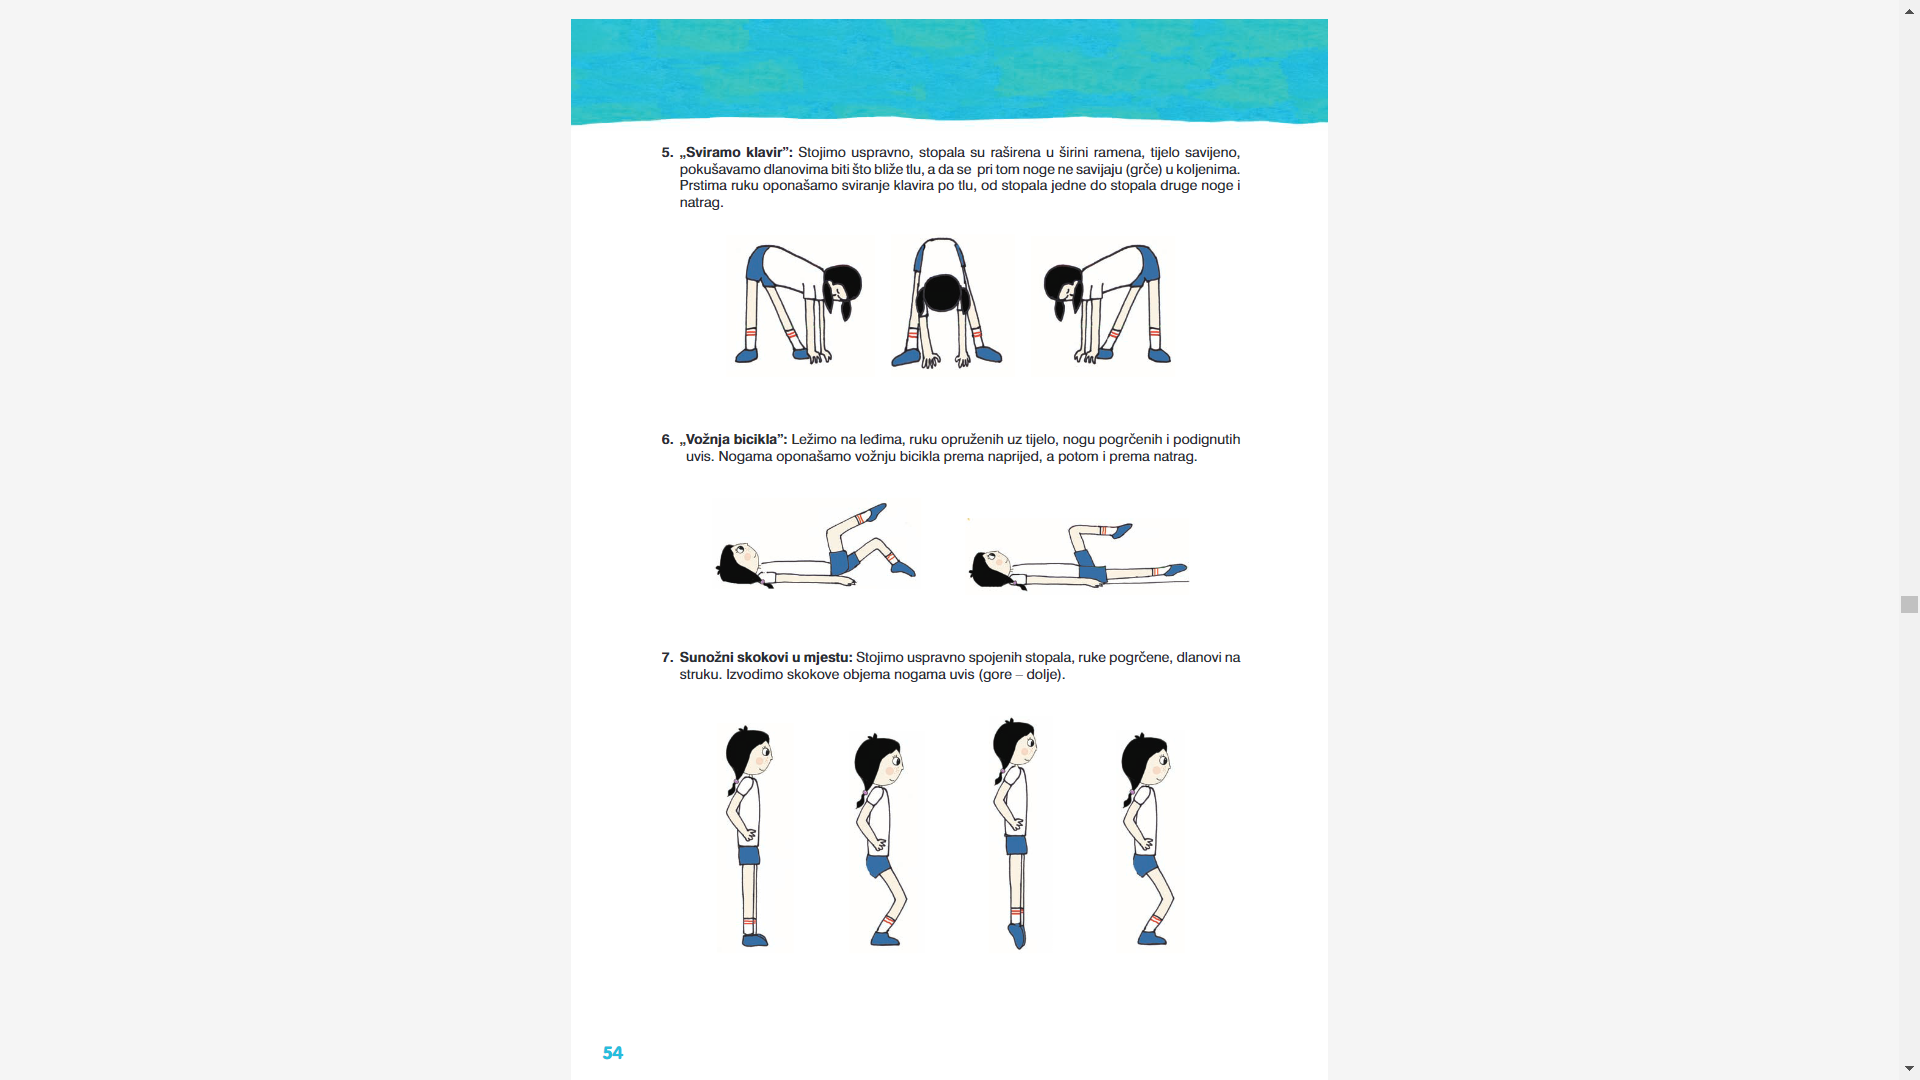 5. „Sviramo klavir”: Stojimo uspravno, stopala su raširena u širini ramena, tijelo savijeno,
pokušavamo dlanovima biti što bliže tlu, a da se pri tom noge ne savijaju (grče) u koljenima.
Prstima ruku oponašamo sviranje klavira po tlu, od stopala jedne do stopala druge noge i
natrag.
6. „Vožnja bicikla”: Ležimo na leđima, ruku opruženih uz tijelo, nogu pogrčenih i podignutih
uvis. Nogama oponašamo vožnju bicikla prema naprijed, a potom i prema natrag.
7. Sunožni skokovi u mjestu: Stojimo uspravno spojenih stopala, ruke pogrčene, dlanovi na
struku. Izvodimo skokove objema nogama uvis (gore – dolje).
54